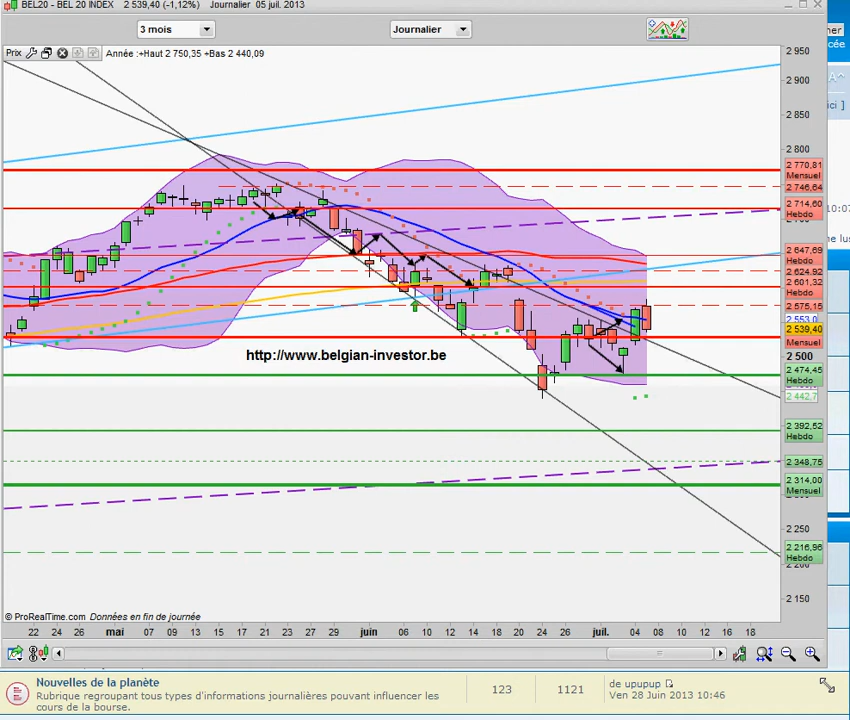 BEL20 - BEL 20 INDEX 2 539,40 (-1,12%) Journalier 05 juil. 2013
3 mois Journalier
Prix Année :+Haut 2 750,35 +Bas 2 440,09
2 950
2 900
2 850
2 800
2 770,81
Mensuel
2 746,64
2 714,60
Hebdo
2 647,69
Hebdo
2 624,92
2 601,32
Hebdo
2 575,15
2 553,0
2 539,40
Mensuel
2 500
2 474,45
Hebdo
2 442,7
2 392,52
Hebdo
2 348,75
2 314,00
Mensuel
2 250
2 216,96
Hebdo
2 150
http://www.belgian-investor.be
© ProRealTime.com Données en fin de journée
22 24 26 mai 07 09 13 15 17 21 23 27 29 juin 06 10 12 14 18 20 24 26 juil. 04 08 10 12 16 18
Nouvelles de la planète
Rubrique regroupant tous types d'informations journalières pouvant influencer les
cours de la bourse.
123 1121
de upupup
Ven 28 Juin 2013 10:46